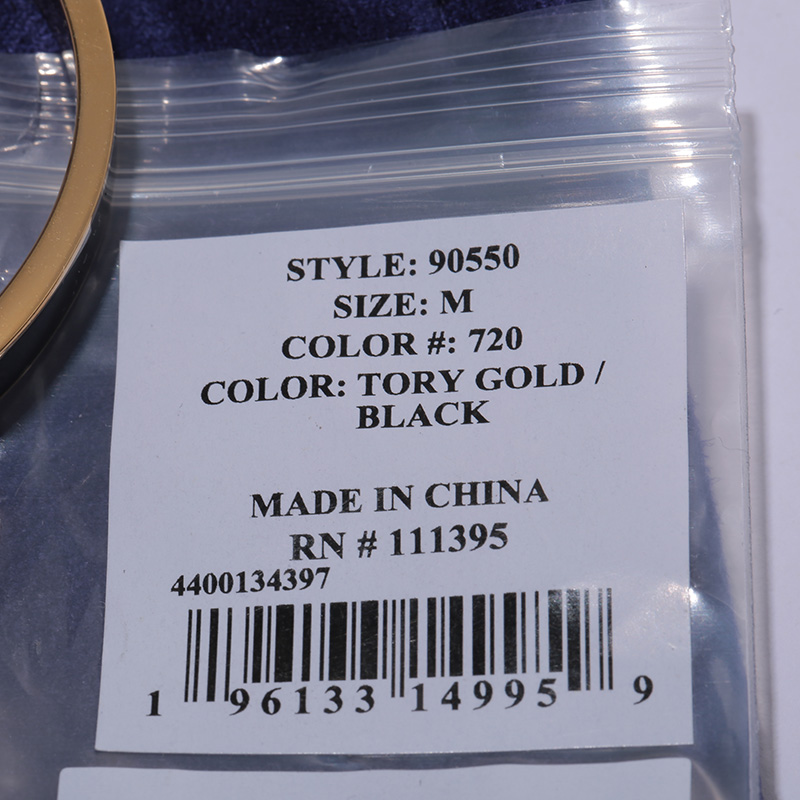 STYLE: 90550
SIZE: M
COLOR #: 720
COLOR: TORY GOLD /
BLACK
MADE IN CHINA
RN # 111395
4400134397
1 96133 14995 9